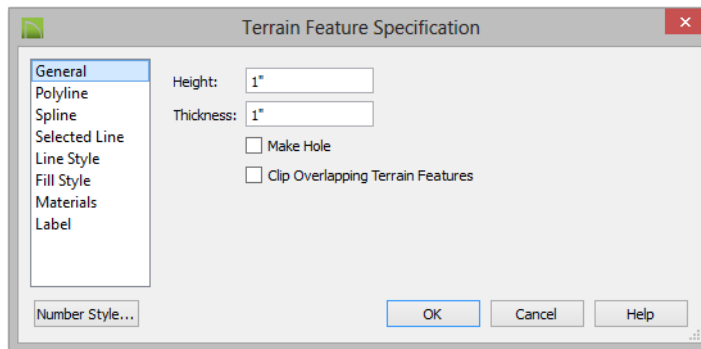 Terrain Feature Specification
General
Polyline
Spline
Selected Line
Line Style
Fill Style
Materials
Label
Height: 1"
Thickness: 1"
Make Hole
Clip Overlapping Terrain Features
Number Style...
OK
Cancel
Help